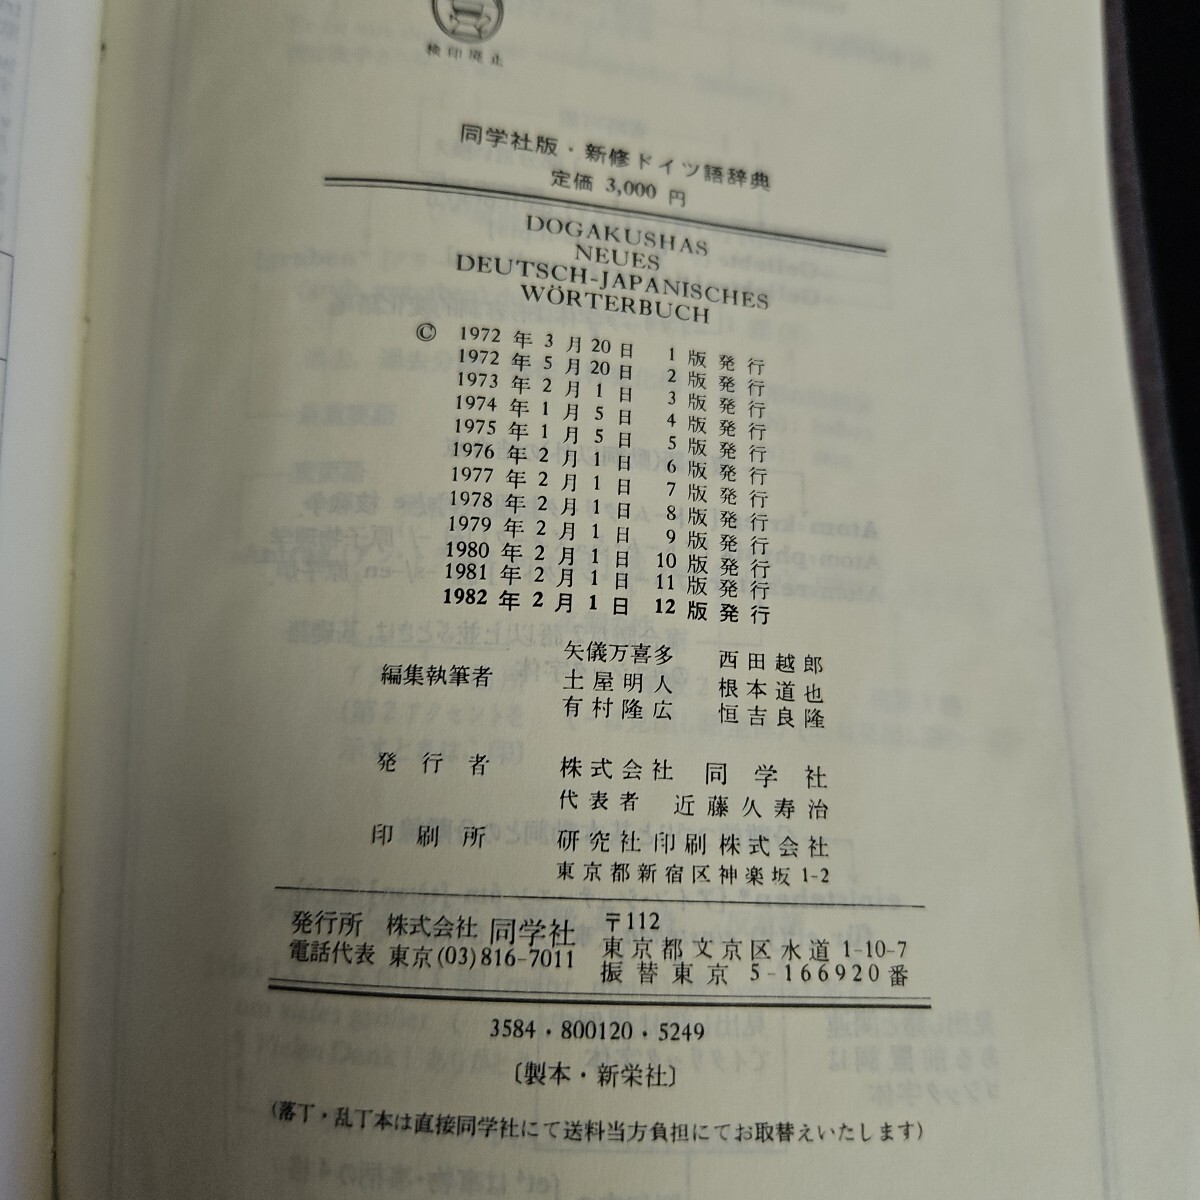 検印廃止
同学社版・新修ドイツ語辞典
定価 3,000 円
DOGAKUSHAS
NEUES
DEUTSCH-JAPANISCHES
WÖRTERBUCH
© 1972 年 3 月 20 日 1 版 発 行
1972 年 5 月 20 日 2 版 発 行
1973 年 2 月 1 日 3 版 発 行
1974 年 1 月 5 日 4 版 発 行
1975 年 1 月 5 日 5 版 発 行
1976 年 2 月 1 日 6 版 発 行
1977 年 2 月 1 日 7 版 発 行
1978 年 2 月 1 日 8 版 発 行
1979 年 2 月 1 日 9 版 発 行
1980 年 2 月 1 日 10 版 発 行
1981 年 2 月 1 日 11 版 発 行
1982 年 2 月 1 日 12 版 発 行
矢儀万喜多 西田越郎
編集執筆者 土屋明人 根本道也
有村隆広 恒吉良隆
発行者 株式会社 同学社
代表者 近藤久寿治
印刷所 研究社印刷株式会社
東京都新宿区神楽坂 1-2
発行所 株式会社 同学社 〒112
東京都文京区水道 1-10-7
電話代表 東京 (03) 816-7011
振替東京 5-166920 番
3584・800120・5249
〔製本・新栄社〕
(落丁・乱丁本は直接同学社にて送料当方負担にてお取替えいたします)